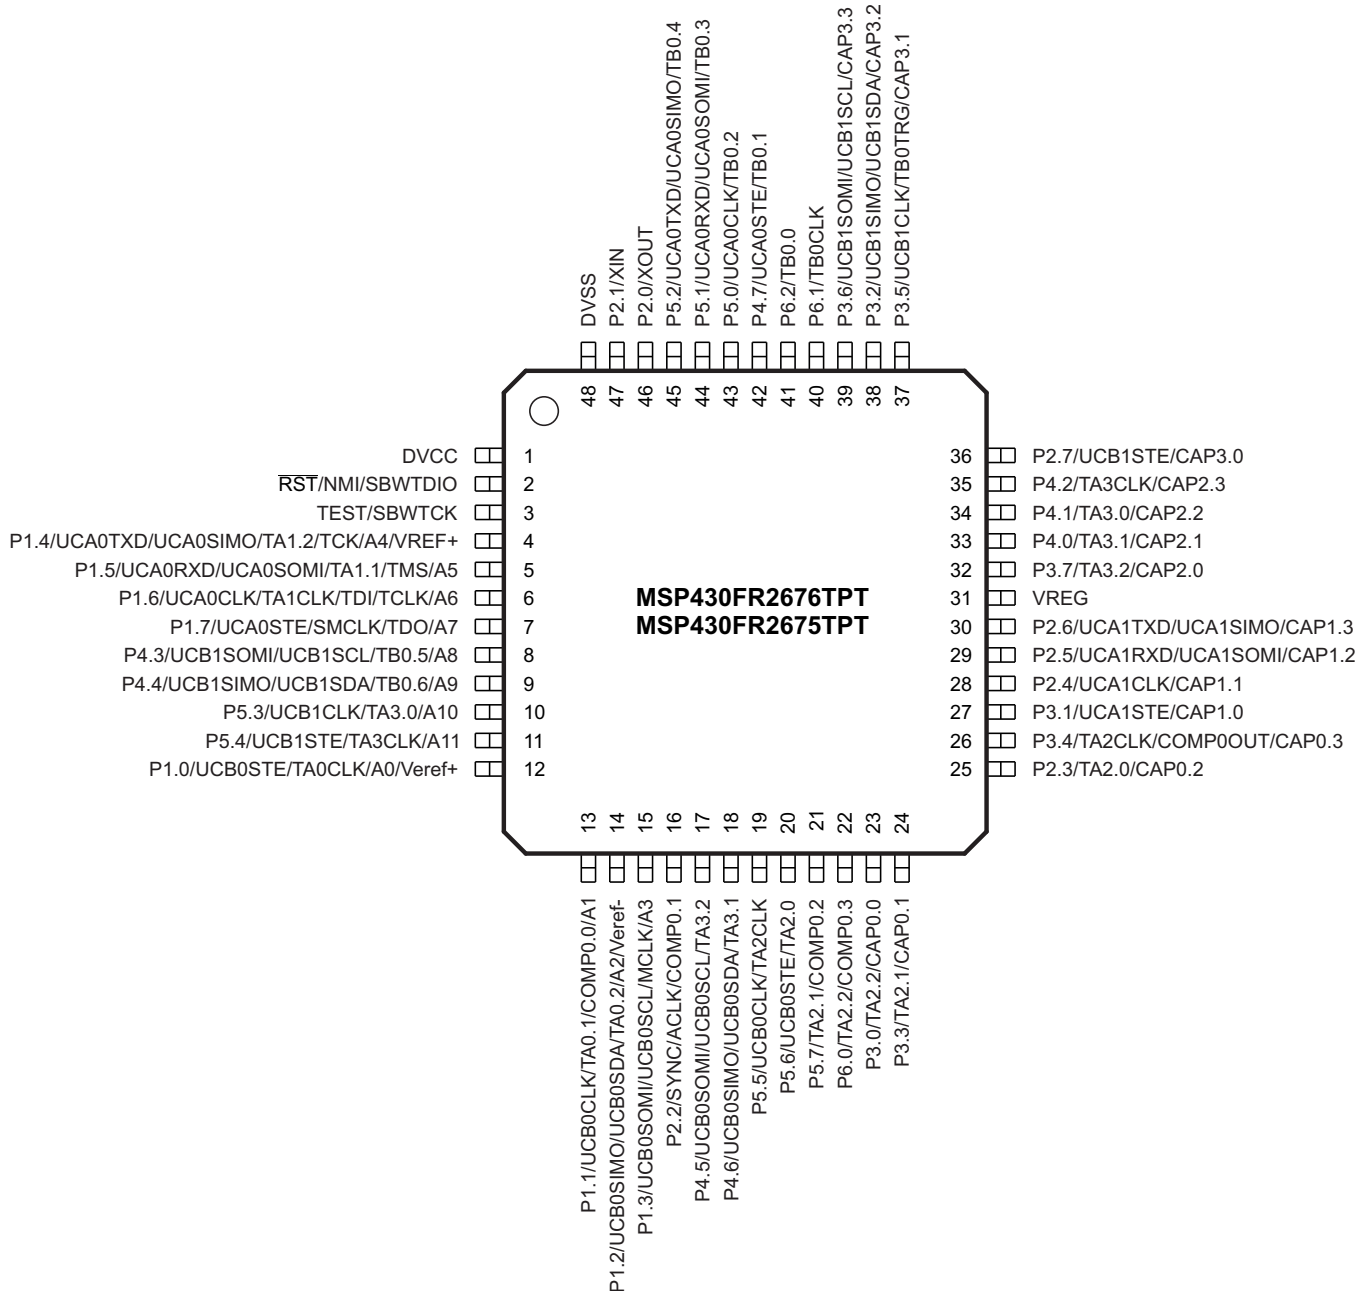 P5.2/UCA0TXD/UCA0SIMO/TB0.4
P5.1/UCA0RXD/UCA0SOMI/TB0.3
P3.6/UCB1SOMI/UCB1SCL/CAP3.3
P3.2/UCB1SIMO/UCB1SDA/CAP3.2
P3.5/UCB1CLK/TB0TRG/CAP3.1
P5.0/UCA0CLK/TB0.2
P4.7/UCA0STE/TB0.1
P6.2/TB0.0
P6.1/TB0CLK
DVSS
P2.1/XIN
P2.0/XOUT
48
47
46
45
44
43
42
41
40
39
38
37
DVCC 1
RST/NMI/SBWTDIO 2
TEST/SBWTCK 3
P1.4/UCA0TXD/UCA0SIMO/TA1.2/TCK/A4/VREF+ 4
P1.5/UCA0RXD/UCA0SOMI/TA1.1/TMS/A5 5
P1.6/UCA0CLK/TA1CLK/TDI/TCLK/A6 6
P1.7/UCA0STE/SMCLK/TDO/A7 7
P4.3/UCB1SOMI/UCB1SCL/TB0.5/A8 8
P4.4/UCB1SIMO/UCB1SDA/TB0.6/A9 9
P5.3/UCB1CLK/TA3.0/A10 10
P5.4/UCB1STE/TA3CLK/A11 11
P1.0/UCB0STE/TA0CLK/A0/Veref+ 12
MSP430FR2676TPT
MSP430FR2675TPT
36 P2.7/UCB1STE/CAP3.0
35 P4.2/TA3CLK/CAP2.3
34 P4.1/TA3.0/CAP2.2
33 P4.0/TA3.1/CAP2.1
32 P3.7/TA3.2/CAP2.0
31 VREG
30 P2.6/UCA1TXD/UCA1SIMO/CAP1.3
29 P2.5/UCA1RXD/UCA1SOMI/CAP1.2
28 P2.4/UCA1CLK/CAP1.1
27 P3.1/UCA1STE/CAP1.0
26 P3.4/TA2CLK/COMP0OUT/CAP0.3
25 P2.3/TA2.0/CAP0.2
13
14
15
16
17
18
19
20
21
22
23
24
P1.1/UCB0CLK/TA0.1/COMP0.0/A1
P1.2/UCB0SIMO/UCB0SDA/TA0.2/A2/Veref-
P1.3/UCB0SOMI/UCB0SCL/MCLK/A3
P2.2/SYNC/ACLK/COMP0.1
P4.5/UCB0SOMI/UCB0SCL/TA3.2
P4.6/UCB0SIMO/UCB0SDA/TA3.1
P5.5/UCB0CLK/TA2CLK
P5.6/UCB0STE/TA2.0
P5.7/TA2.1/COMP0.2
P6.0/TA2.2/COMP0.3
P3.0/TA2.2/CAP0.0
P3.3/TA2.1/CAP0.1